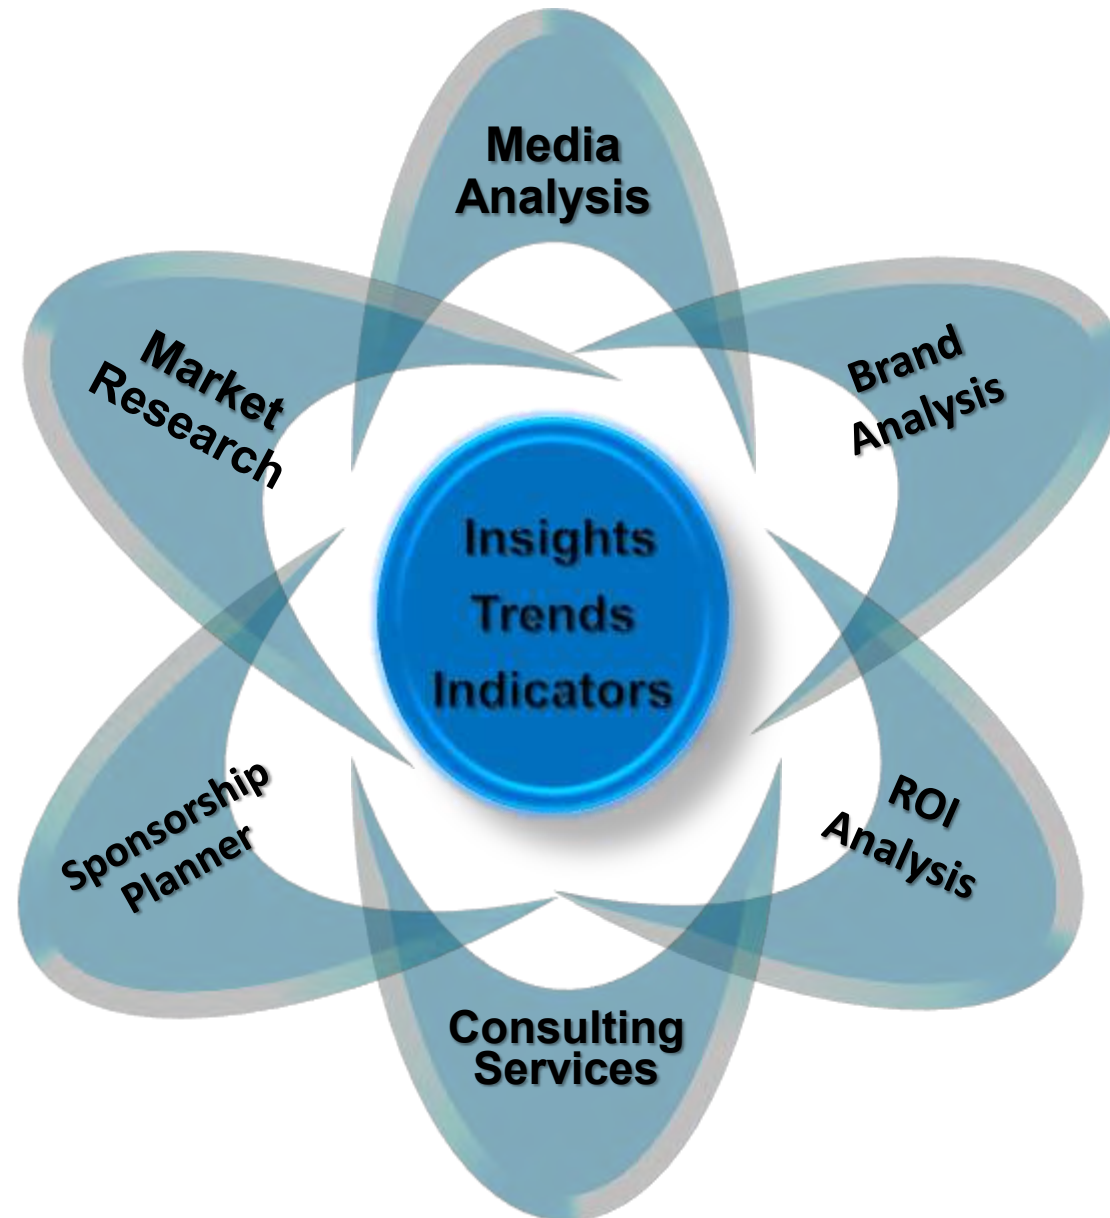 Media
Analysis
Brand
Analysis
ROI
Analysis
Consulting
Services
Sponsorship
Planner
Market
Research
Insights
Trends
Indicators